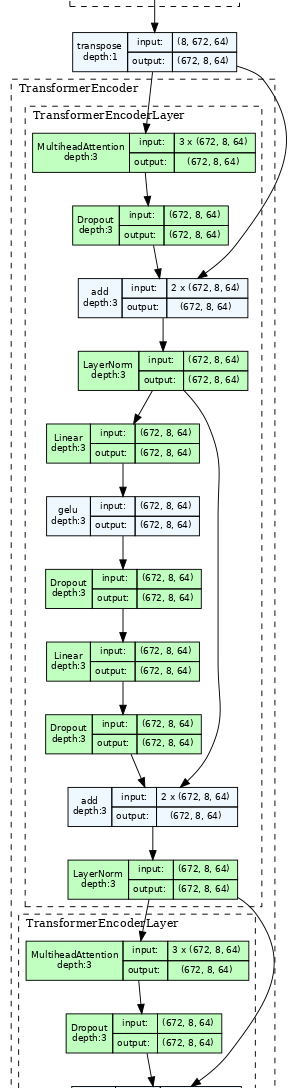 transpose depth:1 input: (8, 672, 64)
output: (672, 8, 64)
TransformerEncoder
TransformerEncoderLayer
MultiheadAttention depth:3 input: 3 x (672, 8, 64)
output: (672, 8, 64)
Dropout depth:3 input: (672, 8, 64)
output: (672, 8, 64)
add depth:3 input: 2 x (672, 8, 64)
output: (672, 8, 64)
LayerNorm depth:3 input: (672, 8, 64)
output: (672, 8, 64)
Linear depth:3 input: (672, 8, 64)
output: (672, 8, 64)
gelu depth:3 input: (672, 8, 64)
output: (672, 8, 64)
Dropout depth:3 input: (672, 8, 64)
output: (672, 8, 64)
Linear depth:3 input: (672, 8, 64)
output: (672, 8, 64)
Dropout depth:3 input: (672, 8, 64)
output: (672, 8, 64)
add depth:3 input: 2 x (672, 8, 64)
output: (672, 8, 64)
LayerNorm depth:3 input: (672, 8, 64)
output: (672, 8, 64)
TransformerEncoderLayer
MultiheadAttention depth:3 input: 3 x (672, 8, 64)
output: (672, 8, 64)
Dropout depth:3 input: (672, 8, 64)
output: (672, 8, 64)